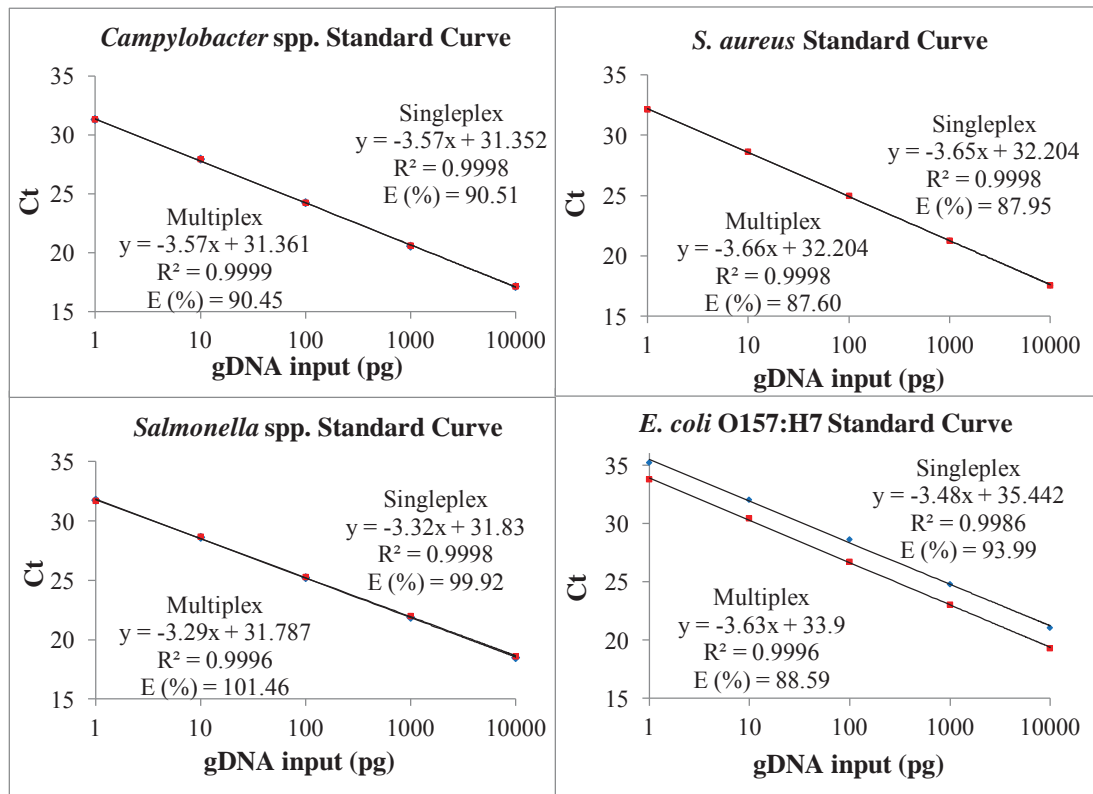 Campylobacter spp. Standard Curve
35
30
25
20
15
Ct
Singleplex
y = -3.57x + 31.352
R² = 0.9998
E (%) = 90.51
Multiplex
y = -3.57x + 31.361
R² = 0.9999
E (%) = 90.45
1 10 100 1000 10000
gDNA input (pg)
S. aureus Standard Curve
35
30
25
20
15
Ct
Singleplex
y = -3.65x + 32.204
R² = 0.9998
E (%) = 87.95
Multiplex
y = -3.66x + 32.204
R² = 0.9998
E (%) = 87.60
1 10 100 1000 10000
gDNA input (pg)
Salmonella spp. Standard Curve
35
30
25
20
15
Ct
Singleplex
y = -3.32x + 31.83
R² = 0.9998
E (%) = 99.92
Multiplex
y = -3.29x + 31.787
R² = 0.9996
E (%) = 101.46
1 10 100 1000 10000
gDNA input (pg)
E. coli O157:H7 Standard Curve
35
30
25
20
15
Ct
Singleplex
y = -3.48x + 35.442
R² = 0.9986
E (%) = 93.99
Multiplex
y = -3.63x + 33.9
R² = 0.9996
E (%) = 88.59
1 10 100 1000 10000
gDNA input (pg)